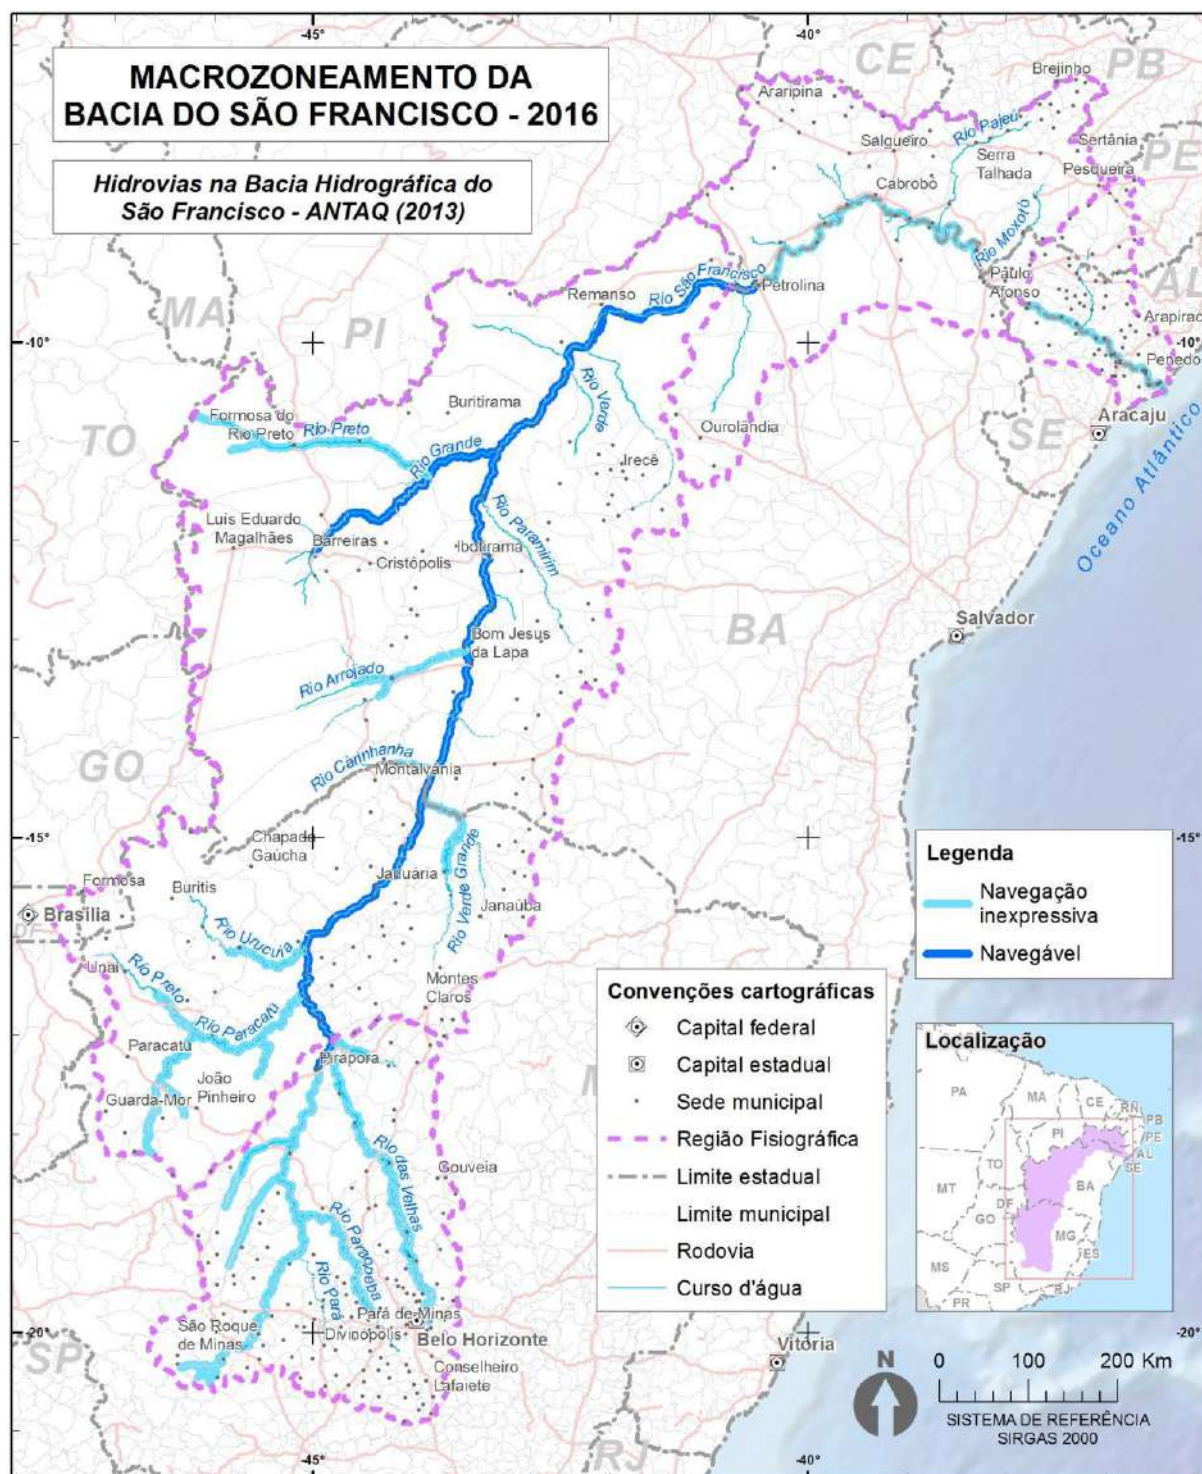 -45°
-40°
MACROZONEAMENTO DA
BACIA DO SÃO FRANCISCO - 2016
Hidrovias na Bacia Hidrográfica do
São Francisco - ANTAQ (2013)
CE
PB
Brejinho
Araripina
Rio Pajeú
Salgueiro
Sertânia
Serra
Talhada
Pesqueira
PE
Cabrobó
Rio Moxotó
MA
PI
Remanso
Rio São Francisco
Petrolina
Paulo
Afonso
AL
Arapirac
-10°
-10°
Penedo
Rio Verde
Buritirama
Formosa do
Rio Preto
Rio Preto
Rio Grande
TO
Ourolândia
SE
Aracaju
Irecê
Oceano Atlântico
Luis Eduardo
Magalhães
Barreiras
Ibotirama
Rio Paramirim
Cristópolis
BA
Salvador
Bom Jesus
da Lapa
Rio Arrojado
GO
Rio Carinhanha
Montalvânia
-15°
-15°
Chapada
Gaúcha
Rio Verde Grande
Januária
Formosa
Buritis
Janaúba
Brasília
DF
Rio Urucuia
Unaí
Rio Preto
Montes
Claros
Rio Paracatu
Paracatu
Pirapora
João
Pinheiro
Guarda-Mor
Rio das Velhas
Gouveia
Rio Paraopeba
Rio Pará
Pará de Minas
São Roque
de Minas
Divinópolis
Belo Horizonte
-20°
-20°
SP
Conselheiro
Lafaiete
Vitória
RJ
-45°
-40°
Legenda
Navegação
inexpressiva
Navegável
Convenções cartográficas
Capital federal
Capital estadual
Sede municipal
Região Fisiográfica
Limite estadual
Limite municipal
Rodovia
Curso d'água
Localização
PA
MA
CE
RN
PB
PI
PE
AL
SE
TO
BA
MT
DF
GO
MG
ES
MS
SP
RJ
PR
N
0 100 200 Km
SISTEMA DE REFERÊNCIA
SIRGAS 2000